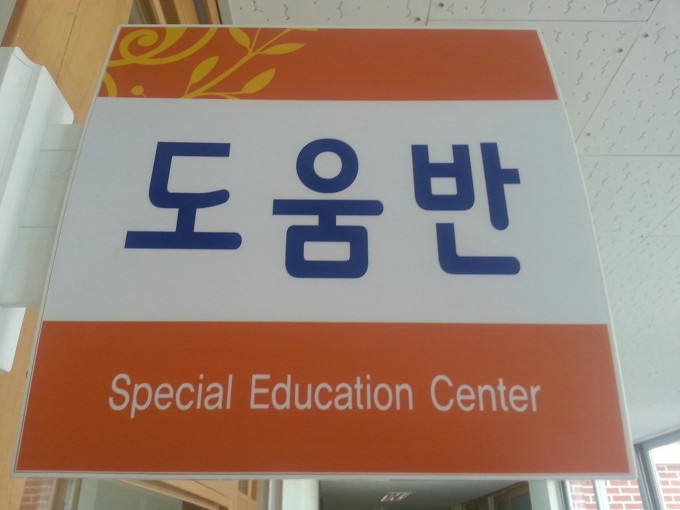 도움반
Special Education Center